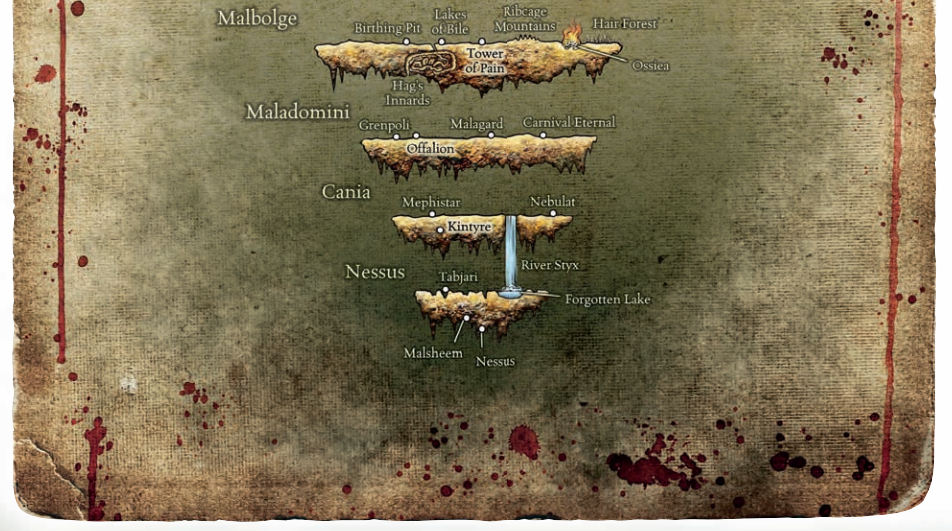 Malbolge
Birthing Pit
Lakes
of Bile
Ribcage
Mountains
Hair Forest
Tower
of Pain
Ossiea
Hag's
Innards
Maladomini
Grenpoli
Malagard
Carnival Eternal
Offalion
Cania
Mephistar
Nebulat
Kintyre
River Styx
Nessus
Tabjari
Forgotten Lake
Malsheem
Nessus